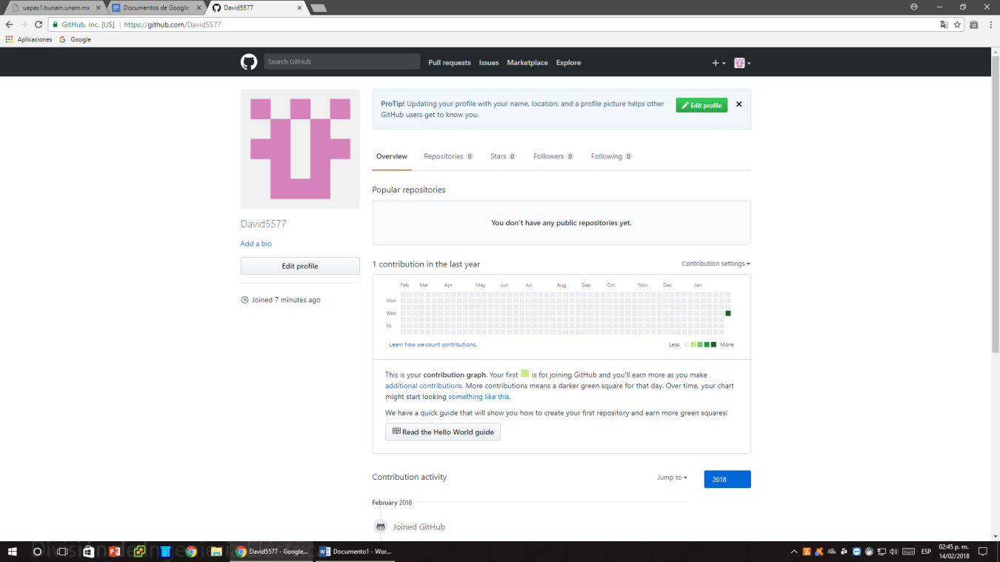 uapas1.bunam.unam.mx
Documentos de Google
David5577
GitHub, Inc. [US]
https://github.com/David5577
Aplicaciones
Google
Search GitHub
Pull requests
Issues
Marketplace
Explore
ProTip! Updating your profile with your name, location, and a profile picture helps other
GitHub users get to know you.
Edit profile
Overview
Repositories 0
Stars 0
Followers 0
Following 0
Popular repositories
You don't have any public repositories yet.
David5577
Add a bio
Edit profile
Joined 7 minutes ago
1 contribution in the last year
Contribution settings
Feb Mar Apr May Jun Jul Aug Sep Oct Nov Dec Jan
Mon
Wed
Fri
Learn how we count contributions.
Less
More
This is your contribution graph. Your first is for joining GitHub and you'll earn more as you make
additional contributions. More contributions means a darker green square for that day. Over time, your chart
might start looking something like this.
We have a quick guide that will show you how to create your first repository and earn more green squares!
Read the Hello World guide
Contribution activity
Jump to
2018
February 2018
Joined GitHub
David5577 - Google...
Documento1 - Wor...
ESP
02:45 p. m.
14/02/2018